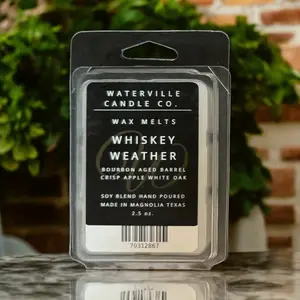 WATERVILLE
CANDLE CO.
WAX MELTS
WHISKEY
WEATHER
BOURBON AGED BARREL
CRISP APPLE WHITE OAK
SOY BLEND HAND POURED
MADE IN MAGNOLIA TEXAS
2.5 oz.
79312867